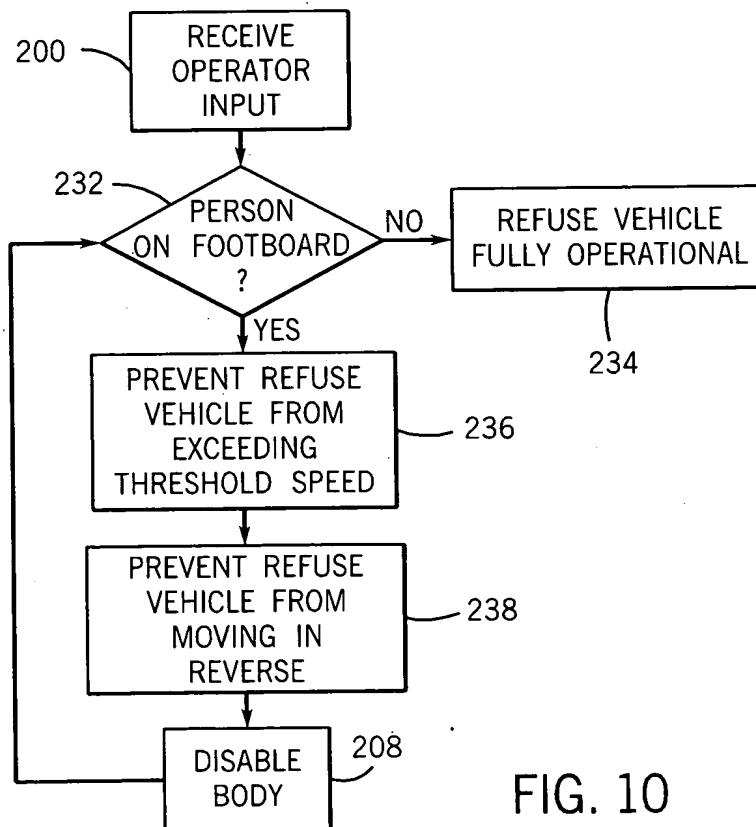 200
RECEIVE
OPERATOR
INPUT
232
PERSON
ON FOOTBOARD
?
NO
REFUSE VEHICLE
FULLY OPERATIONAL
234
YES
PREVENT REFUSE
VEHICLE FROM
EXCEEDING
THRESHOLD SPEED
236
PREVENT REFUSE
VEHICLE FROM
MOVING IN
REVERSE
238
DISABLE
BODY
208
FIG. 10